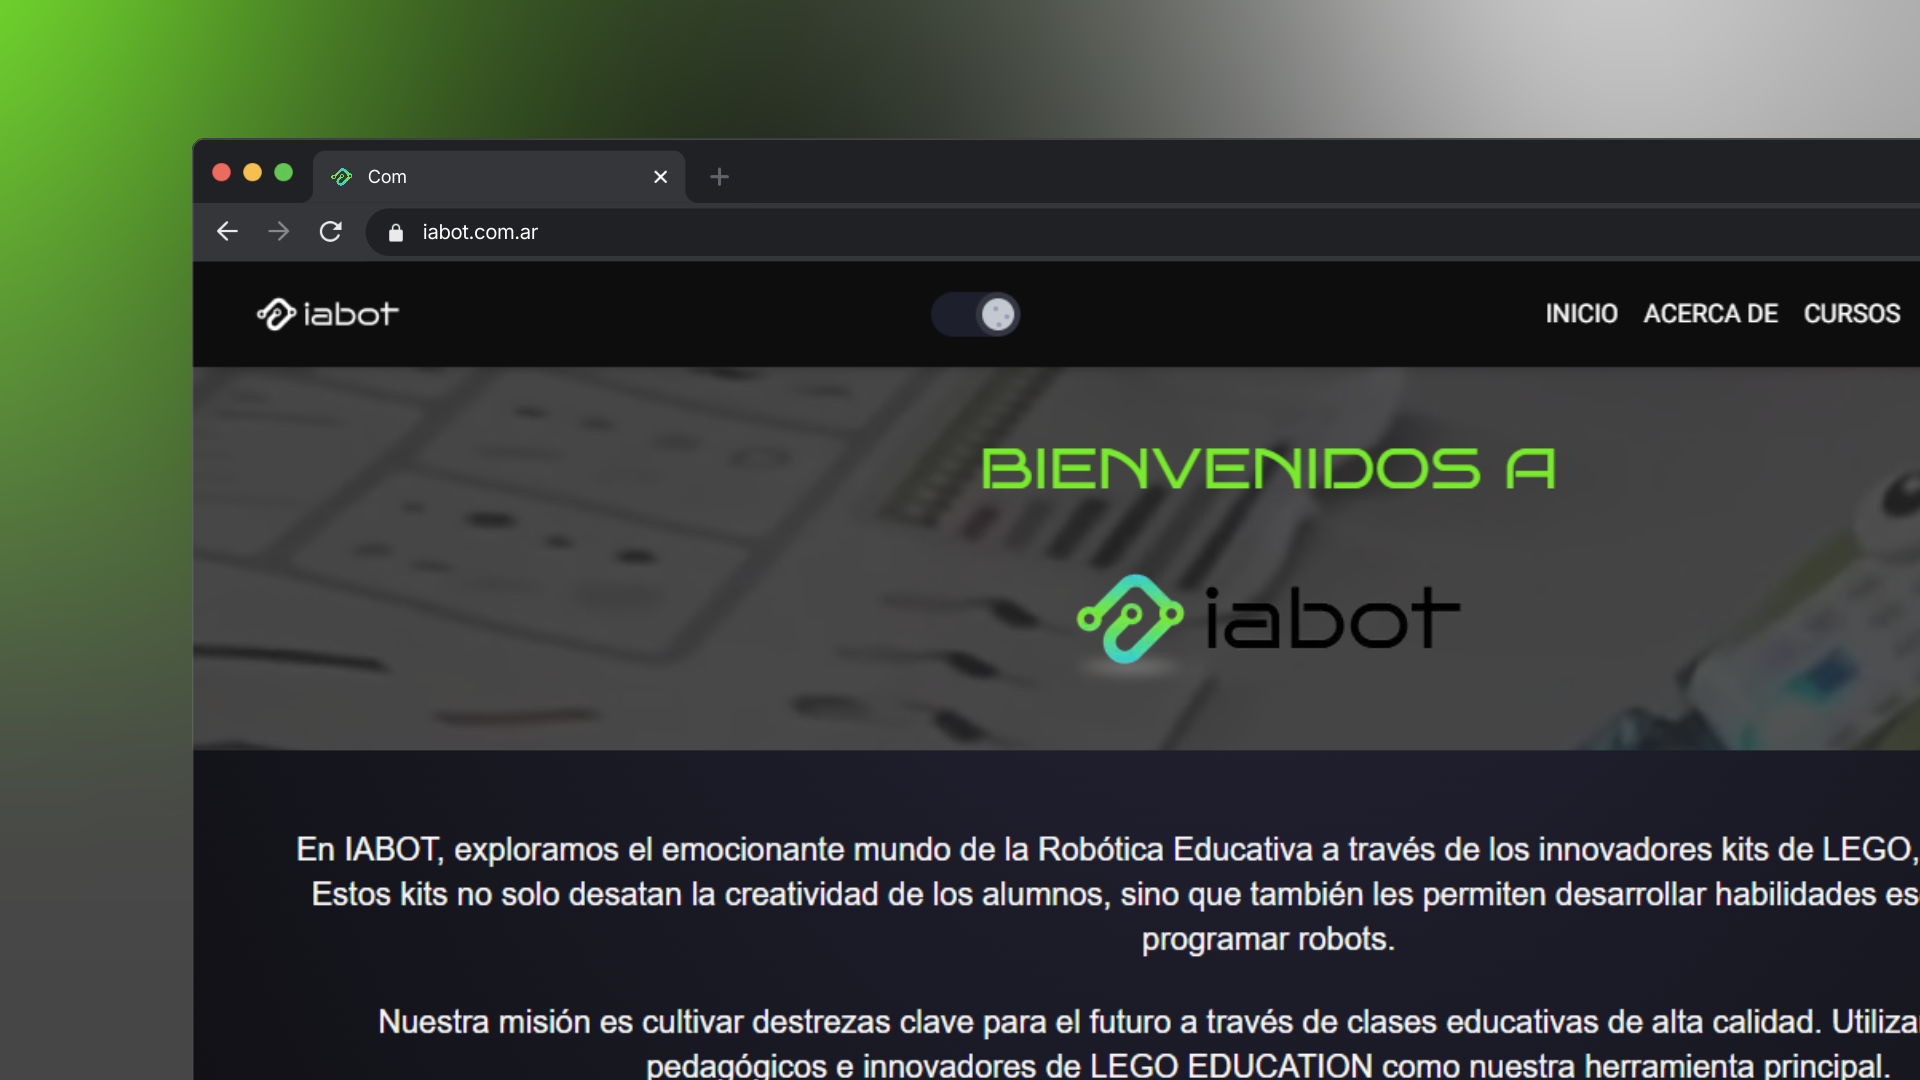 Com
iabot.com.ar
iabot
INICIO ACERCA DE CURSOS
BIENVENIDOS A
iabot
En IABOT, exploramos el emocionante mundo de la Robótica Educativa a través de los innovadores kits de LEGO,
Estos kits no solo desatan la creatividad de los alumnos, sino que también les permiten desarrollar habilidades
programar robots.
Nuestra misión es cultivar destrezas clave para el futuro a través de clases educativas de alta calidad.
pedagógicos e innovadores de LEGO EDUCATION como nuestra herramienta principal.